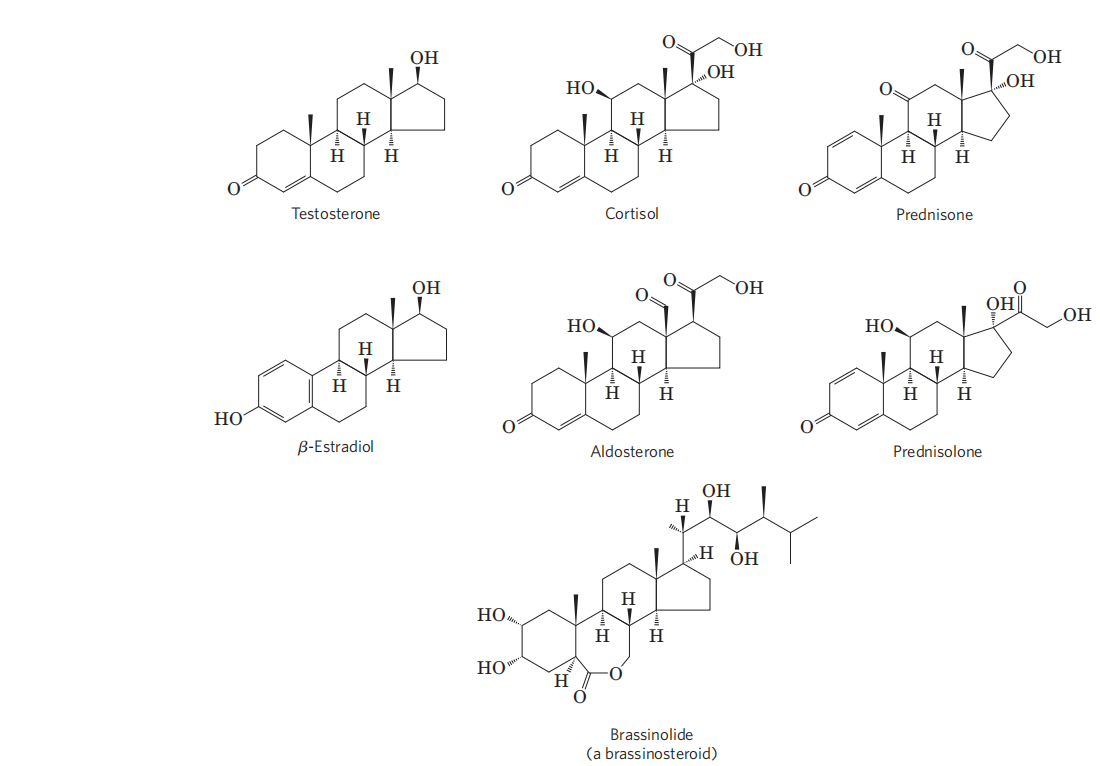 OH
H
H
H
O
Testosterone
O
OH
OH
HO
H
H
H
O
Cortisol
O
OH
OH
O
H
H
H
O
Prednisone
OH
H
H
H
HO
β-Estradiol
O
OH
O
HO
H
H
H
O
Aldosterone
O
OH
OH
HO
H
H
H
O
Prednisolone
OH
H
H
OH
HO
H
H
H
HO
H
O
O
Brassinolide
(a brassinosteroid)